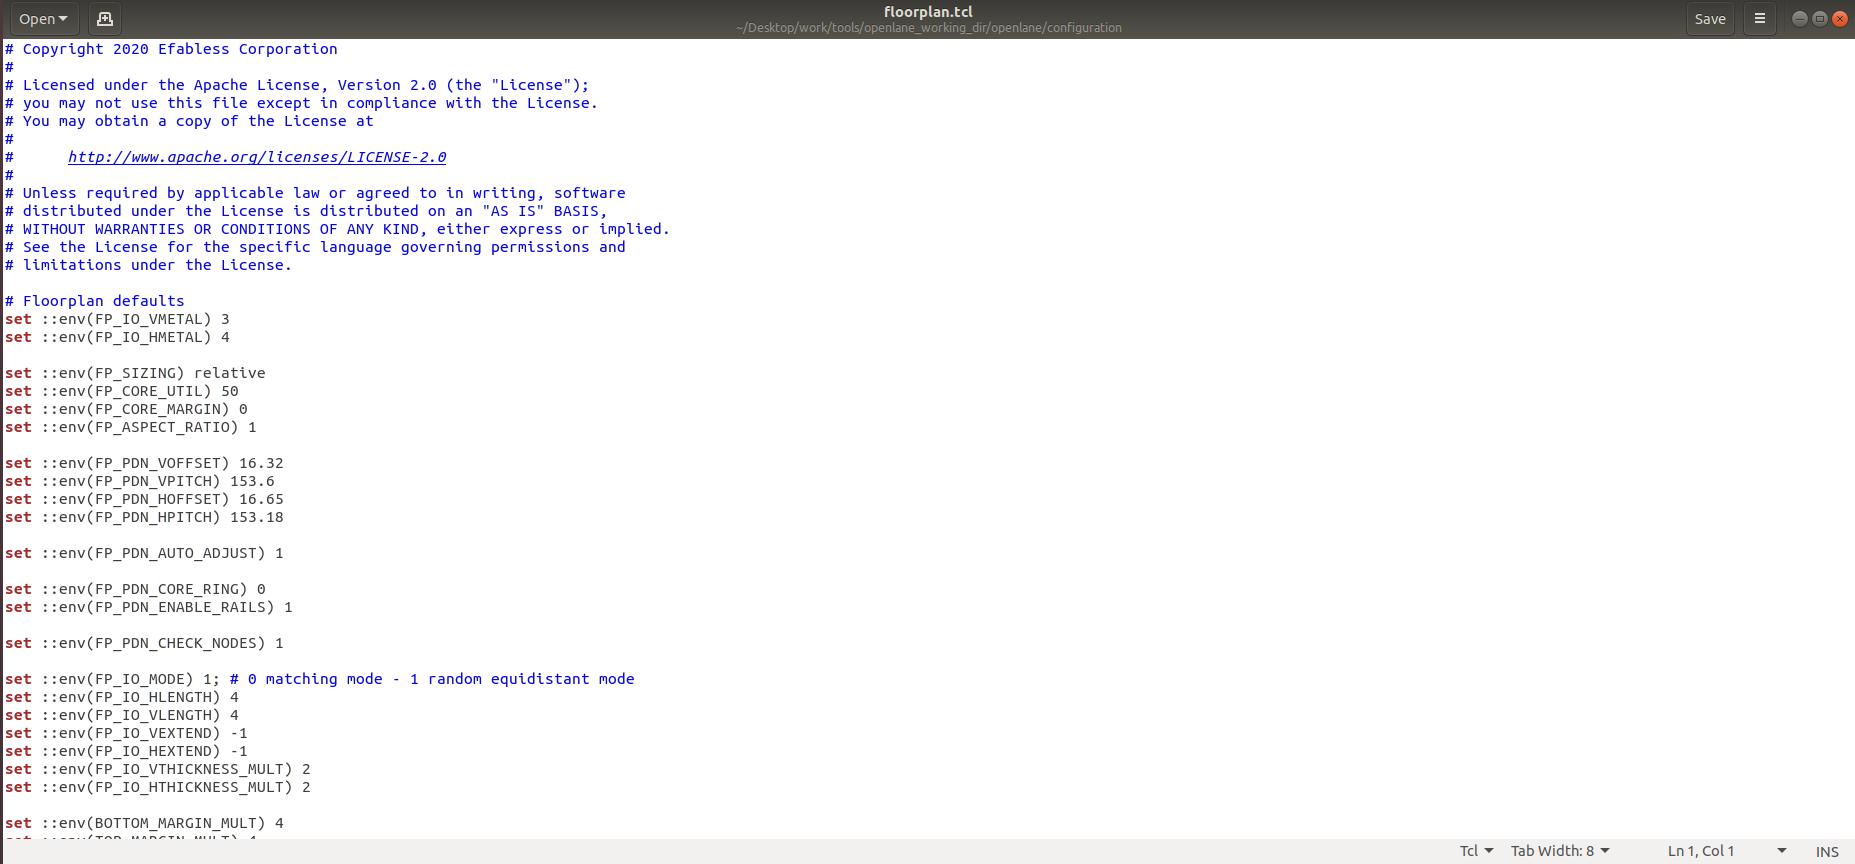 Open
floorplan.tcl
~/Desktop/work/tools/openlane_working_dir/openlane/configuration
Save
# Copyright 2020 Efabless Corporation
#
# Licensed under the Apache License, Version 2.0 (the "License");
# you may not use this file except in compliance with the License.
# You may obtain a copy of the License at
#
#      http://www.apache.org/licenses/LICENSE-2.0
#
# Unless required by applicable law or agreed to in writing, software
# distributed under the License is distributed on an "AS IS" BASIS,
# WITHOUT WARRANTIES OR CONDITIONS OF ANY KIND, either express or implied.
# See the License for the specific language governing permissions and
# limitations under the License.
# Floorplan defaults
set ::env(FP_IO_VMETAL) 3
set ::env(FP_IO_HMETAL) 4
set ::env(FP_SIZING) relative
set ::env(FP_CORE_UTIL) 50
set ::env(FP_CORE_MARGIN) 0
set ::env(FP_ASPECT_RATIO) 1
set ::env(FP_PDN_VOFFSET) 16.32
set ::env(FP_PDN_VPITCH) 153.6
set ::env(FP_PDN_HOFFSET) 16.65
set ::env(FP_PDN_HPITCH) 153.18
set ::env(FP_PDN_AUTO_ADJUST) 1
set ::env(FP_PDN_CORE_RING) 0
set ::env(FP_PDN_ENABLE_RAILS) 1
set ::env(FP_PDN_CHECK_NODES) 1
set ::env(FP_IO_MODE) 1; # 0 matching mode - 1 random equidistant mode
set ::env(FP_IO_HLENGTH) 4
set ::env(FP_IO_VLENGTH) 4
set ::env(FP_IO_VEXTEND) -1
set ::env(FP_IO_HEXTEND) -1
set ::env(FP_IO_VTHICKNESS_MULT) 2
set ::env(FP_IO_HTHICKNESS_MULT) 2
set ::env(BOTTOM_MARGIN_MULT) 4
set ::env(TOP_MARGIN_MULT) 4
Tcl
Tab Width: 8
Ln 1, Col 1
INS